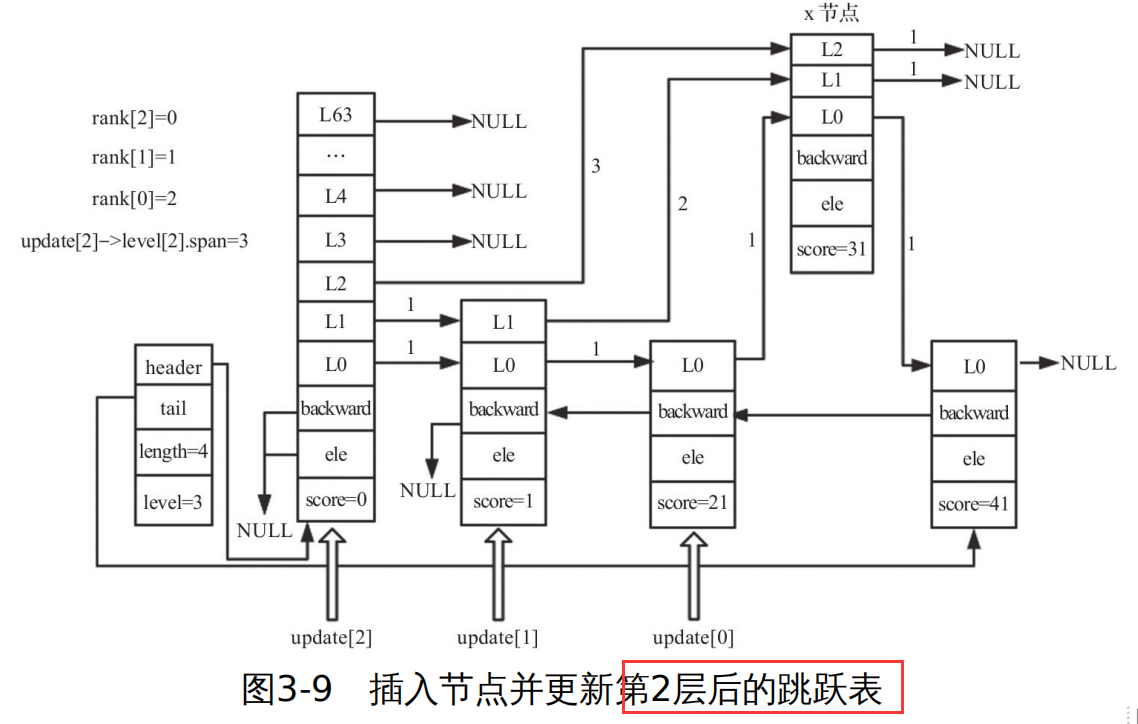 x 节点
L2
1
NULL
L1
1
NULL
L0
backward
ele
score=31
rank[2]=0
rank[1]=1
rank[0]=2
update[2]->level[2].span=3
L63
NULL
...
L4
NULL
L3
NULL
L2
3
L1
1
L0
1
backward
ele
score=0
NULL
L1
2
L0
1
backward
ele
score=1
NULL
L0
1
backward
ele
score=21
1
L0
NULL
backward
ele
score=41
header
tail
length=4
level=3
update[2]
update[1]
update[0]
图3-9 插入节点并更新第2层后的跳跃表